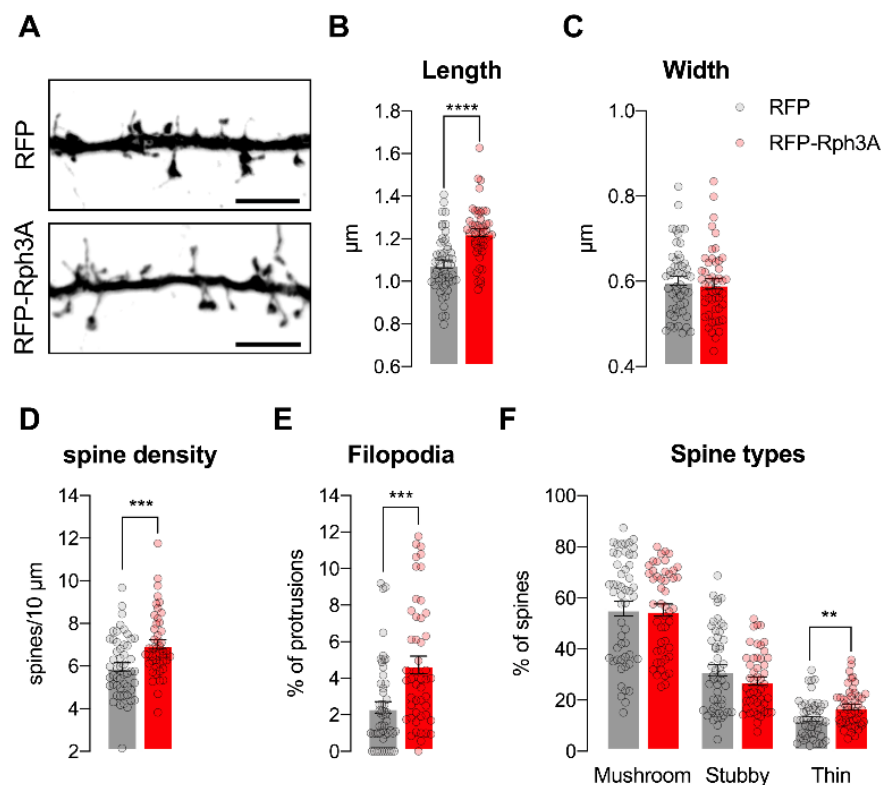 A
RFP
RFP-Rph3A
B
Length
µm
1.8
1.6
1.4
1.2
1.0
0.8
0.6
****
C
Width
µm
1.0
0.8
0.6
0.4
RFP
RFP-Rph3A
D
spine density
spines/10 µm
14
12
10
8
6
4
2
***
E
Filopodia
% of protrusions
14
12
10
8
6
4
2
0
***
F
Spine types
% of spines
100
80
60
40
20
0
**
Mushroom Stubby Thin